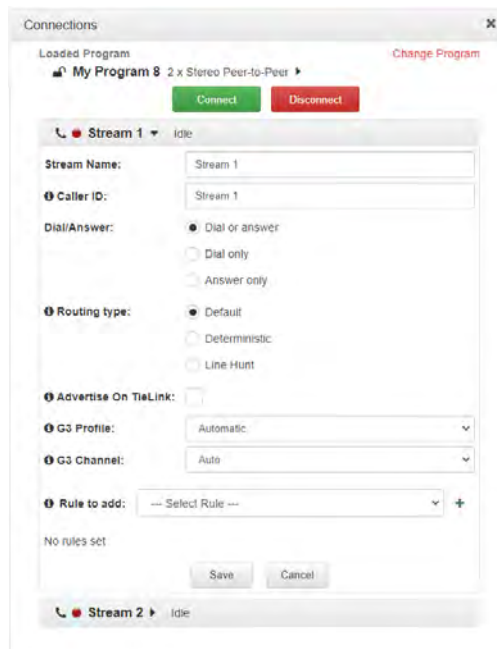 Connections
Loaded Program Change Program
My Program 8 2 x Stereo Peer-to-Peer
Connect Disconnect
Stream 1 Idle
Stream Name: Stream 1
Caller ID: Stream 1
Dial/Answer: Dial or answer
Dial only
Answer only
Routing type: Default
Deterministic
Line Hunt
Advertise On TieLink:
G3 Profile: Automatic
G3 Channel: Auto
Rule to add: --- Select Rule ---
No rules set
Save Cancel
Stream 2 Idle